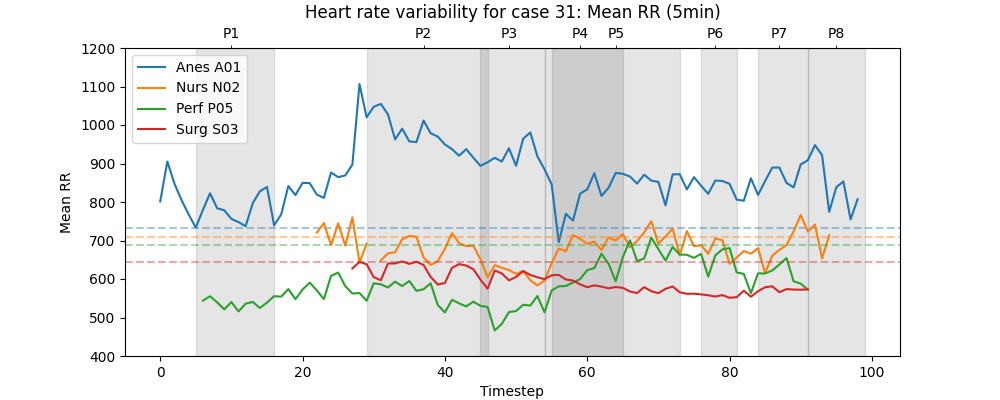 Heart rate variability for case 31: Mean RR (5min)
P1 P2 P3 P4 P5 P6 P7 P8
1200
1100
1000
900
800
700
600
500
400
Mean RR
Anes A01
Nurs N02
Perf P05
Surg S03
0 20 40 60 80 100
Timestep